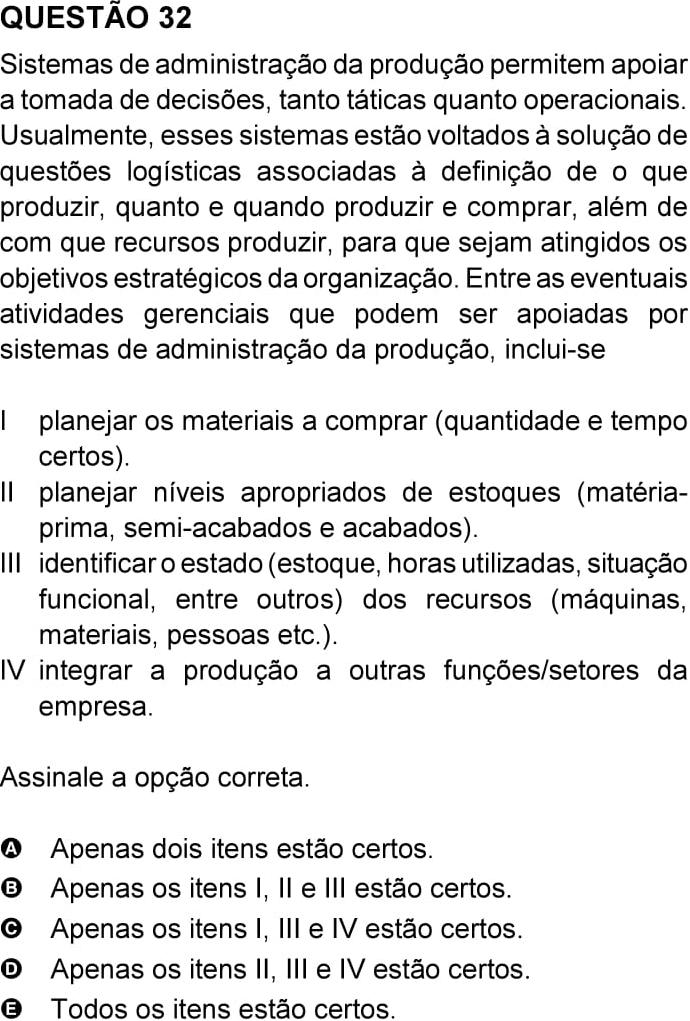 QUESTÃO 32
Sistemas de administração da produção permitem apoiar
a tomada de decisões, tanto táticas quanto operacionais.
Usualmente, esses sistemas estão voltados à solução de
questões logísticas associadas à definição de o que
produzir, quanto e quando produzir e comprar, além de
com que recursos produzir, para que sejam atingidos os
objetivos estratégicos da organização. Entre as eventuais
atividades gerenciais que podem ser apoiadas por
sistemas de administração da produção, inclui-se
I planejar os materiais a comprar (quantidade e tempo
certos).
II planejar níveis apropriados de estoques (matéria-
prima, semi-acabados e acabados).
III identificar o estado (estoque, horas utilizadas, situação
funcional, entre outros) dos recursos (máquinas,
materiais, pessoas etc.).
IV integrar a produção a outras funções/setores da
empresa.
Assinale a opção correta.
A Apenas dois itens estão certos.
B Apenas os itens I, II e III estão certos.
C Apenas os itens I, III e IV estão certos.
D Apenas os itens II, III e IV estão certos.
E Todos os itens estão certos.